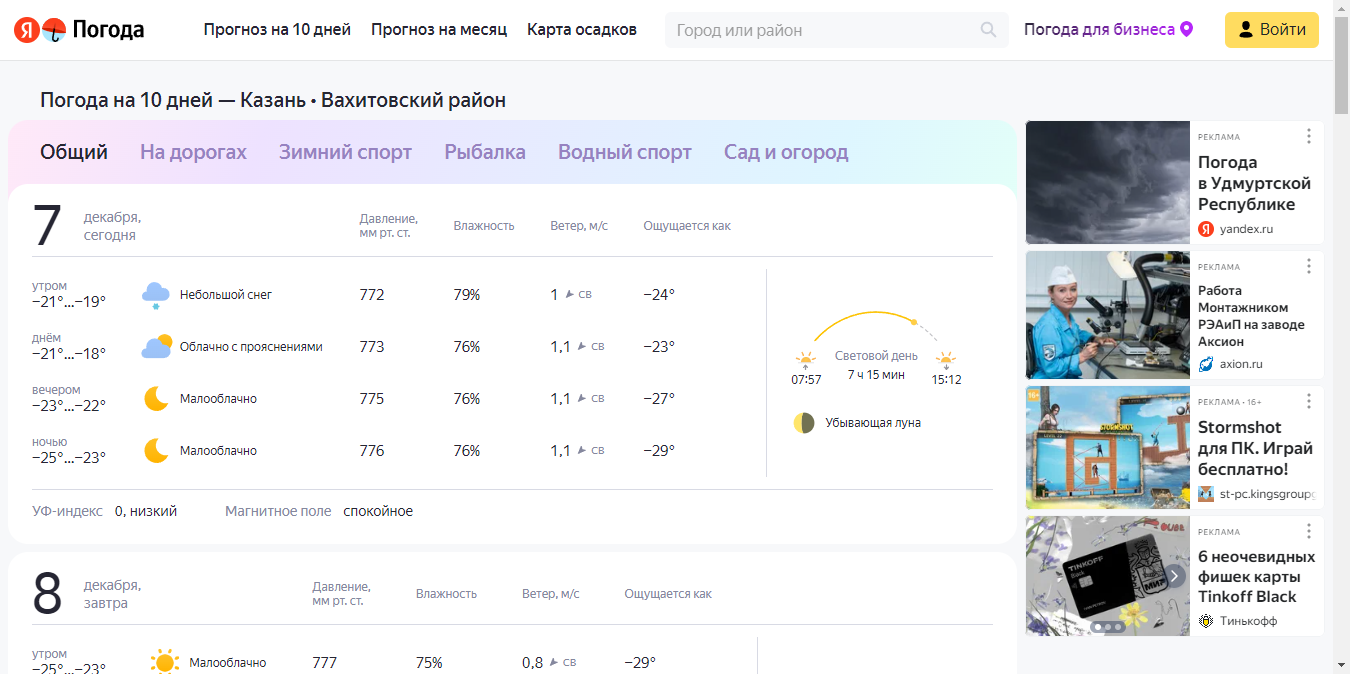 Я Погода
Прогноз на 10 дней
Прогноз на месяц
Карта осадков
Город или район
Погода для бизнеса
Войти
Погода на 10 дней — Казань • Вахитовский район
Общий
На дорогах
Зимний спорт
Рыбалка
Водный спорт
Сад и огород
7 декабря,
сегодня
Давление,
мм рт. ст.
Влажность
Ветер, м/с
Ощущается как
утром
−21°...−19° Небольшой снег 772 79% 1 СВ −24°
днём
−21°...−18° Облачно с прояснениями 773 76% 1,1 СВ −23°
вечером
−23°...−22° Малооблачно 775 76% 1,1 СВ −27°
ночью
−25°...−23° Малооблачно 776 76% 1,1 СВ −29°
Световой день
07:57 7 ч 15 мин 15:12
Убывающая луна
УФ-индекс 0, низкий Магнитное поле спокойное
8 декабря,
завтра
Давление,
мм рт. ст.
Влажность
Ветер, м/с
Ощущается как
утром
−25°...−23° Малооблачно 777 75% 0,8 СВ −29°
РЕКЛАМА
Погода
в Удмуртской
Республике
Я yandex.ru
РЕКЛАМА
Работа
Монтажником
РЭАиП на заводе
Аксион
axion.ru
16+
STORMSHOT
РЕКЛАМА • 16+
Stormshot
для ПК. Играй
бесплатно!
st-pc.kingsgroup
TINKOFF
Black
МИР
РЕКЛАМА
6 неочевидных
фишек карты
Tinkoff Black
Тинькофф